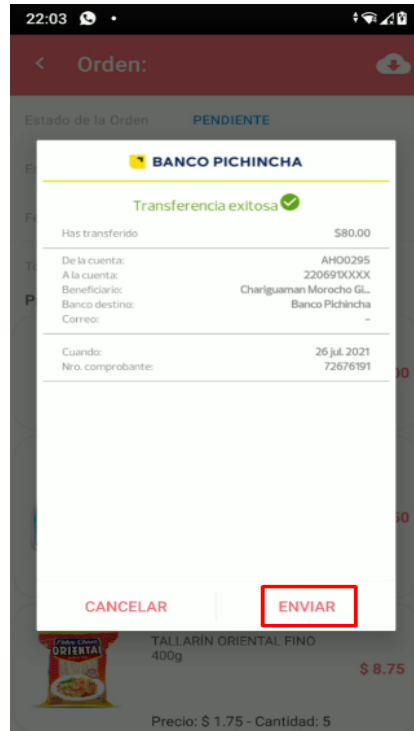 22:03
Orden:
Estado de la Orden PENDIENTE
BANCO PICHINCHA
Transferencia exitosa
Has transferido $80.00
De la cuenta: AHO0295
A la cuenta: 220691XXXX
Beneficiario: Chariguaman Morocho Gi...
Banco destino: Banco Pichincha
Correo: –
Cuando: 26 jul. 2021
Nro. comprobante: 72676191
CANCELAR ENVIAR
ORIENTAL
TALLARÍN ORIENTAL FINO
400g
$ 8.75
Precio: $ 1.75 - Cantidad: 5